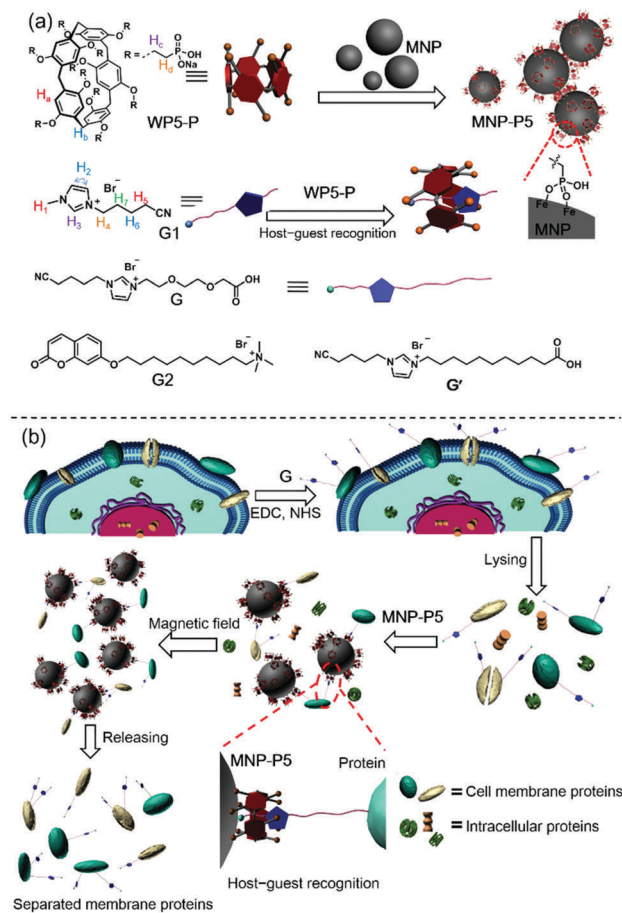 (a)
R R R R R
O O O O O
R = Hc
O
P OH
ONa
Hd
MNP
Ha
RO OR
WP5-P
Hb
MNP-P5
H2
Br−
H7 H5
WP5-P
H1 N N+ CN
H3 H4 H6 G1
Host−guest recognition
O P OH
O O
Fe Fe
MNP
Br−
NC N N+ O O O OH
G
Br−
O O O N+
G2
Br−
NC N N+ O OH
G′
(b)
G
EDC, NHS
Lysing
MNP-P5
Magnetic field
Releasing
MNP-P5 Protein
= Cell membrane proteins
= Intracellular proteins
Host−guest recognition
Separated membrane proteins